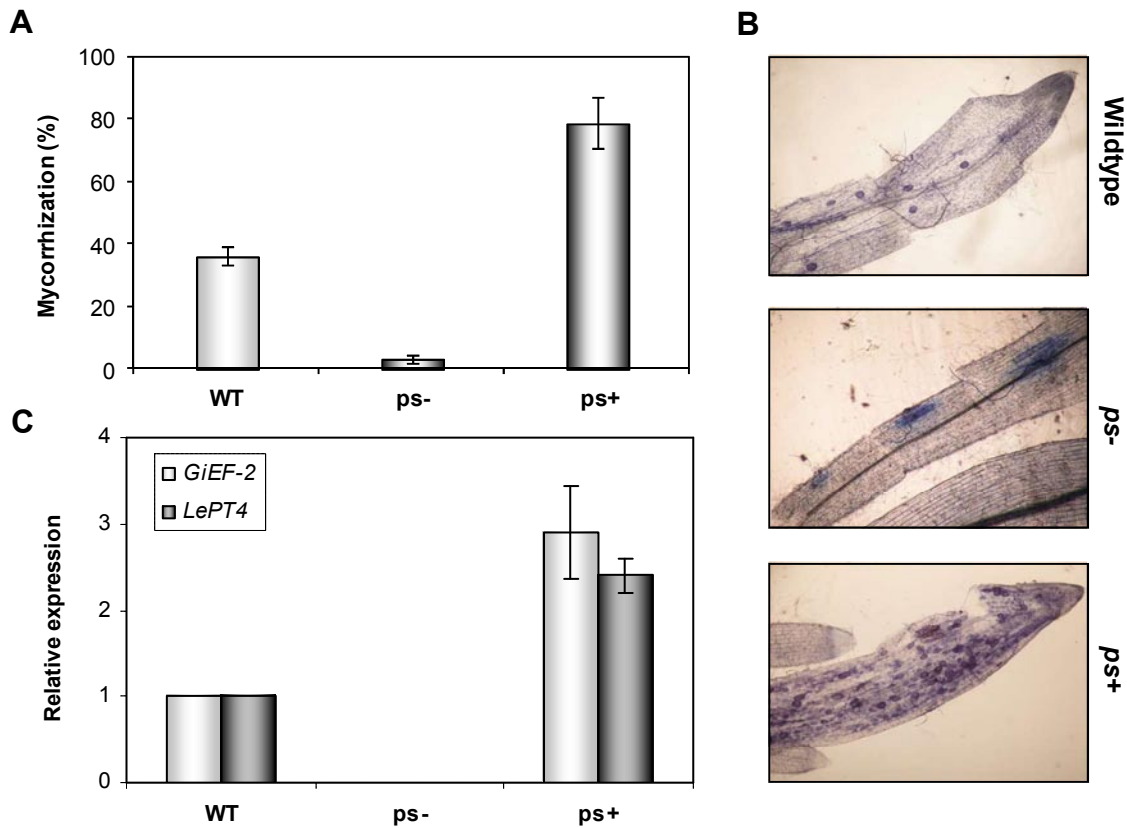 A
Mycorrhization (%)
100
80
60
40
20
0
WT
ps-
ps+
B
Wildtype
ps-
ps+
C
Relative expression
4
3
2
1
0
GiEF-2
LePT4
WT
ps-
ps+